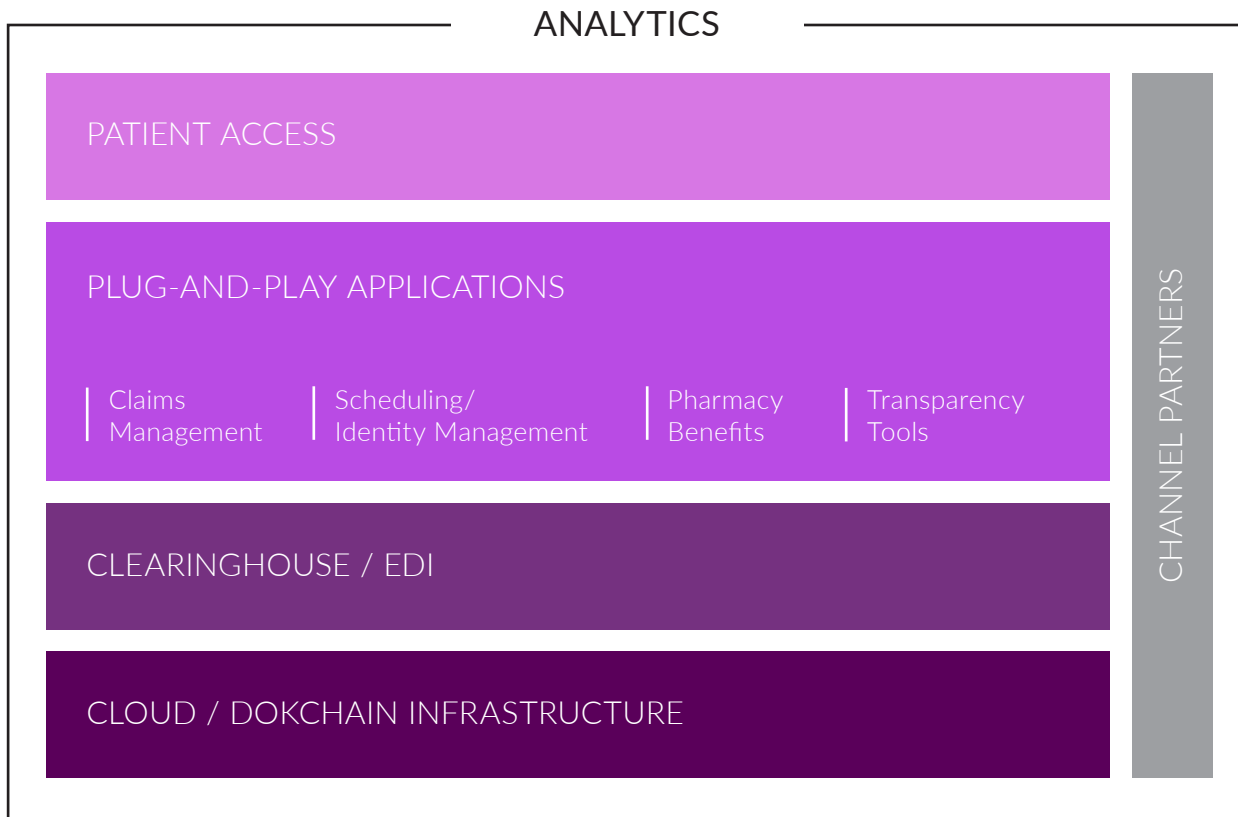 ANALYTICS
PATIENT ACCESS
PLUG-AND-PLAY APPLICATIONS
Claims
Management
Scheduling/
Identity Management
Pharmacy
Benefits
Transparency
Tools
CLEARINGHOUSE / EDI
CLOUD / DOKCHAIN INFRASTRUCTURE
CHANNEL PARTNERS